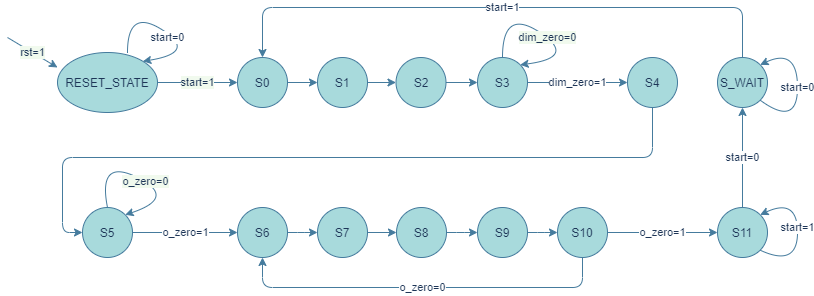 start=1
rst=1
start=0
dim_zero=0
RESET_STATE
start=1
S0
S1
S2
S3
dim_zero=1
S4
S_WAIT
start=0
start=0
o_zero=0
S5
o_zero=1
S6
S7
S8
S9
S10
o_zero=1
S11
start=1
o_zero=0